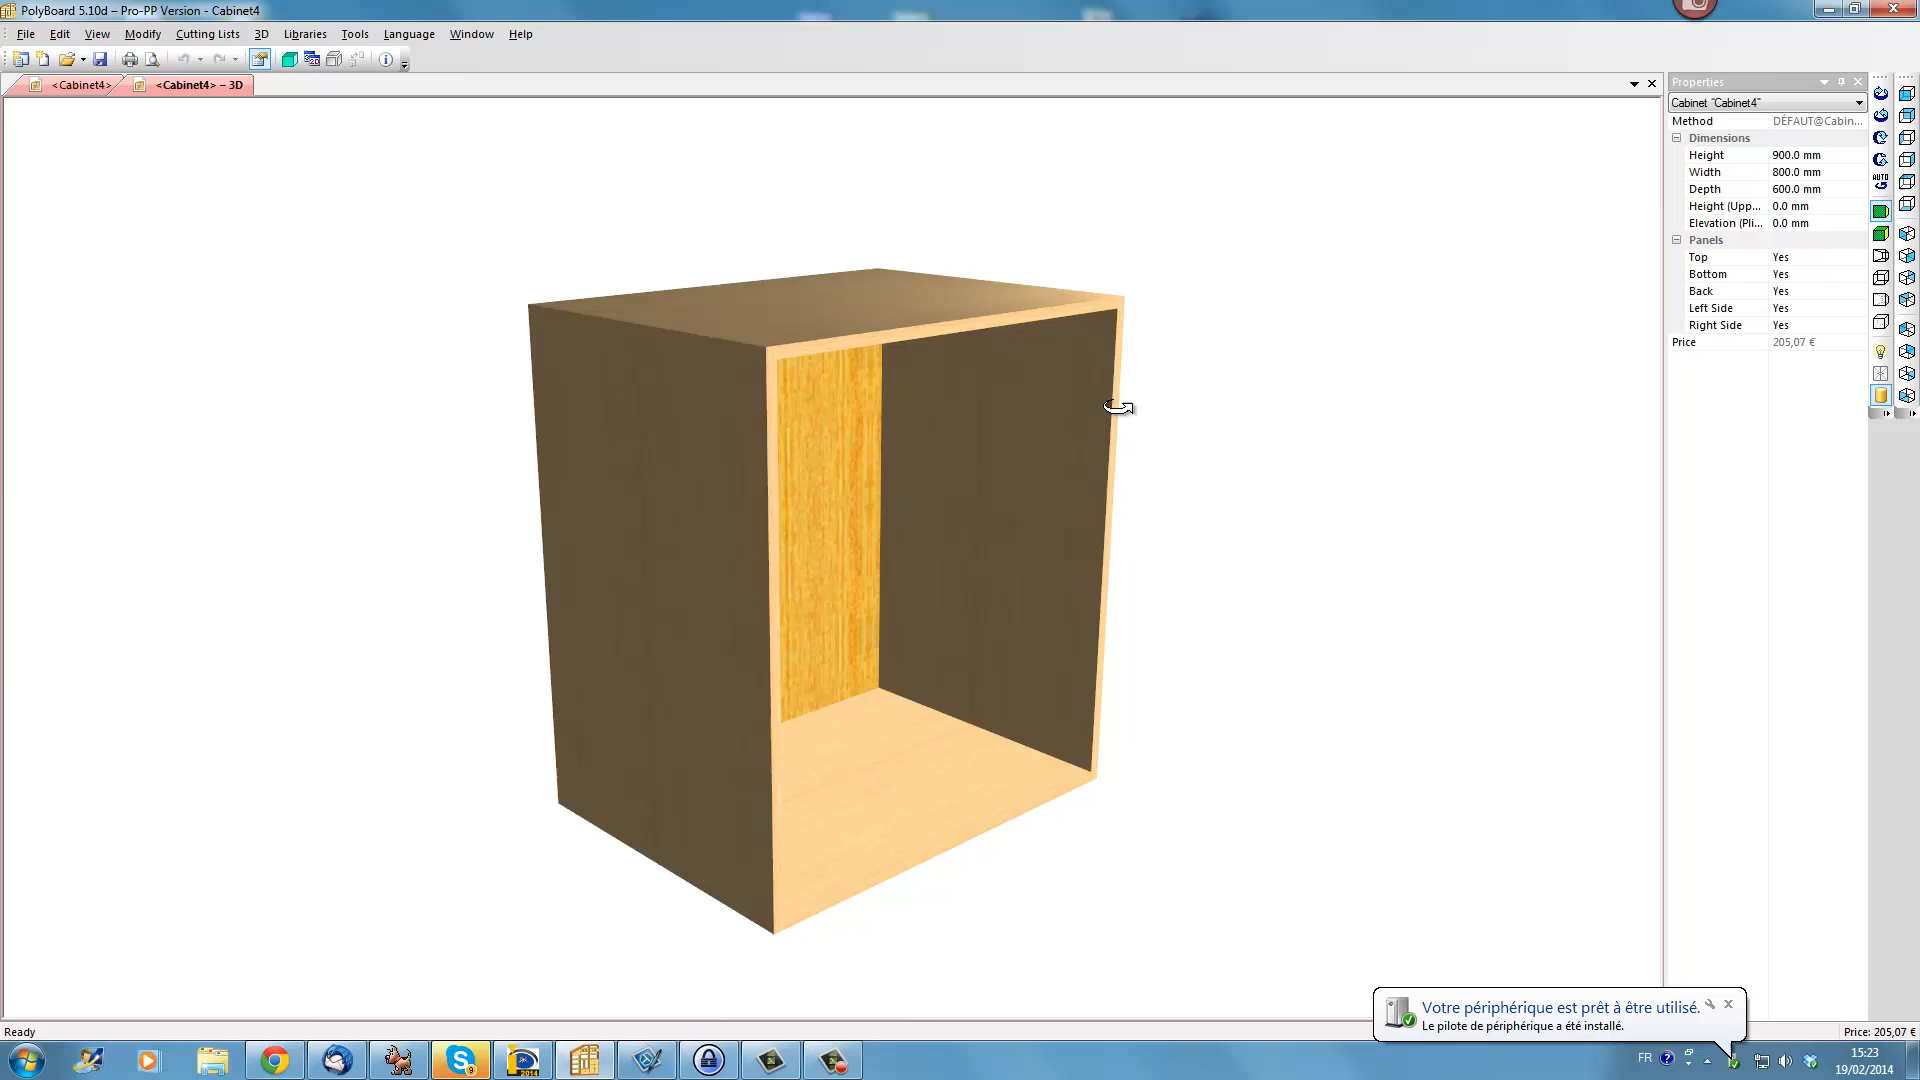 PolyBoard 5.10d – Pro-PP Version - Cabinet4
File Edit View Modify Cutting Lists 3D Libraries Tools Language Window Help
<Cabinet4> <Cabinet4> – 3D
Properties
Cabinet "Cabinet4"
Method DÉFAUT@Cabin...
Dimensions
Height 900.0 mm
Width 800.0 mm
Depth 600.0 mm
Height (Upp... 0.0 mm
Elevation (Pli... 0.0 mm
Panels
Top Yes
Bottom Yes
Back Yes
Left Side Yes
Right Side Yes
Price 205,07 €
AUTO
Votre périphérique est prêt à être utilisé.
Le pilote de périphérique a été installé.
Ready
Price: 205,07 €
9
2014
FR
15:23
19/02/2014